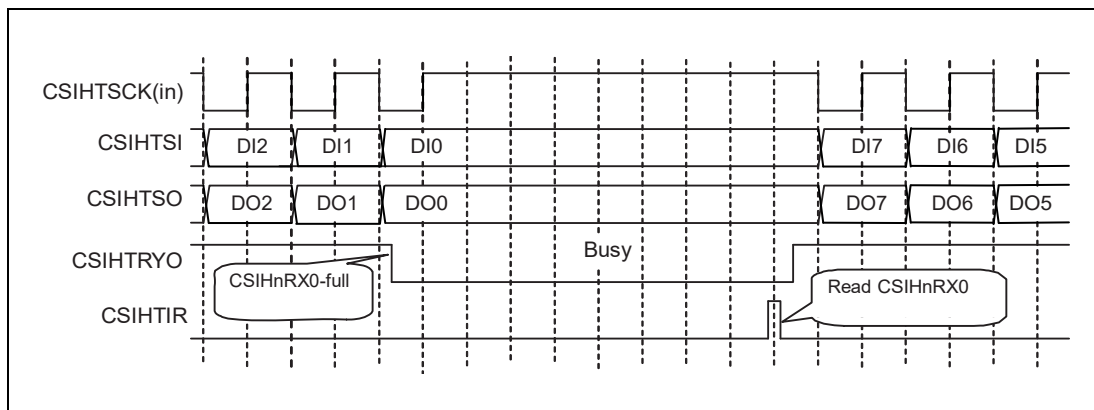 CSIHTSCK(in)
CSIHTSI DI2 DI1 DI0 DI7 DI6 DI5
CSIHTSO DO2 DO1 DO0 DO7 DO6 DO5
CSIHTRYO Busy
CSIHnRX0-full Read CSIHnRX0
CSIHTIR